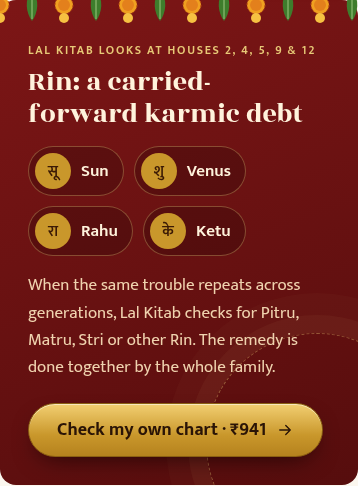 LAL KITAB LOOKS AT HOUSES 2, 4, 5, 9 & 12
Rin: a carried-
forward karmic debt
सू Sun
शु Venus
रा Rahu
के Ketu
When the same trouble repeats across
generations, Lal Kitab checks for Pitru,
Matru, Stri or other Rin. The remedy is
done together by the whole family.
Check my own chart · ₹941 →